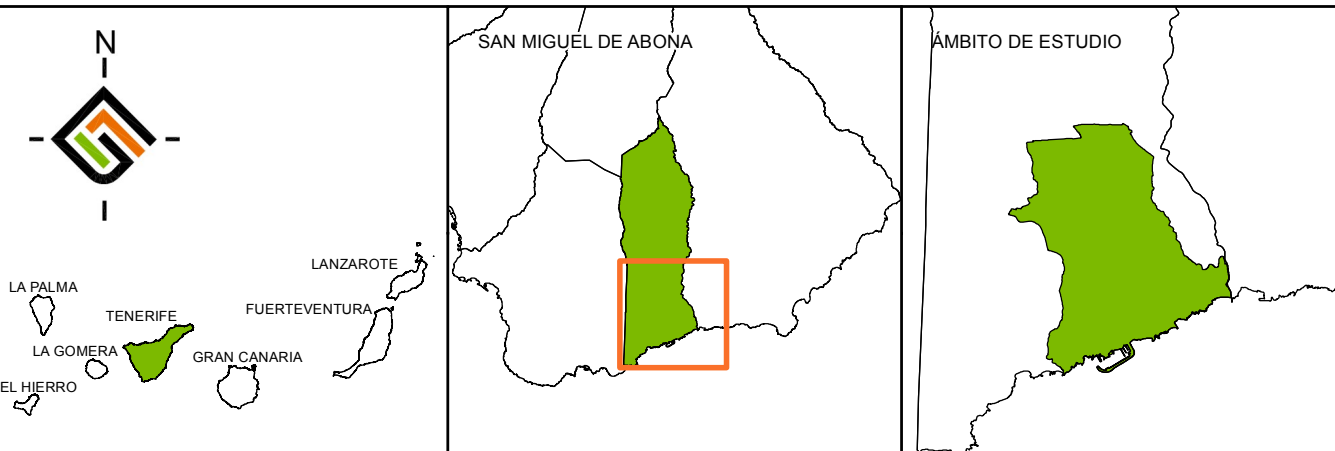 N
LA PALMA
TENERIFE
LA GOMERA
EL HIERRO
GRAN CANARIA
FUERTEVENTURA
LANZAROTE
SAN MIGUEL DE ABONA
ÁMBITO DE ESTUDIO